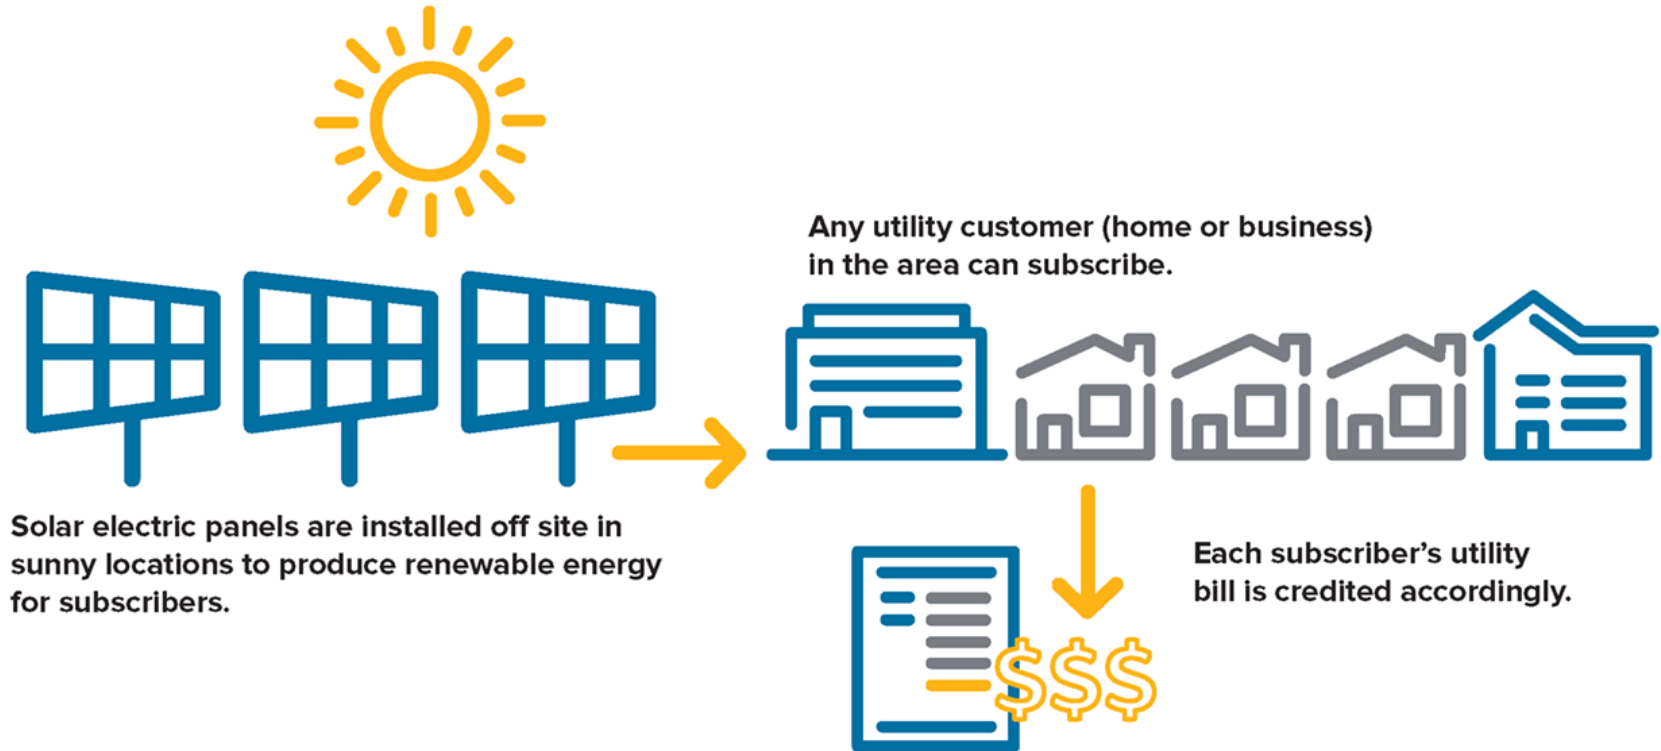 Any utility customer (home or business)
in the area can subscribe.
Solar electric panels are installed off site in
sunny locations to produce renewable energy
for subscribers.
Each subscriber’s utility
bill is credited accordingly.
$$$